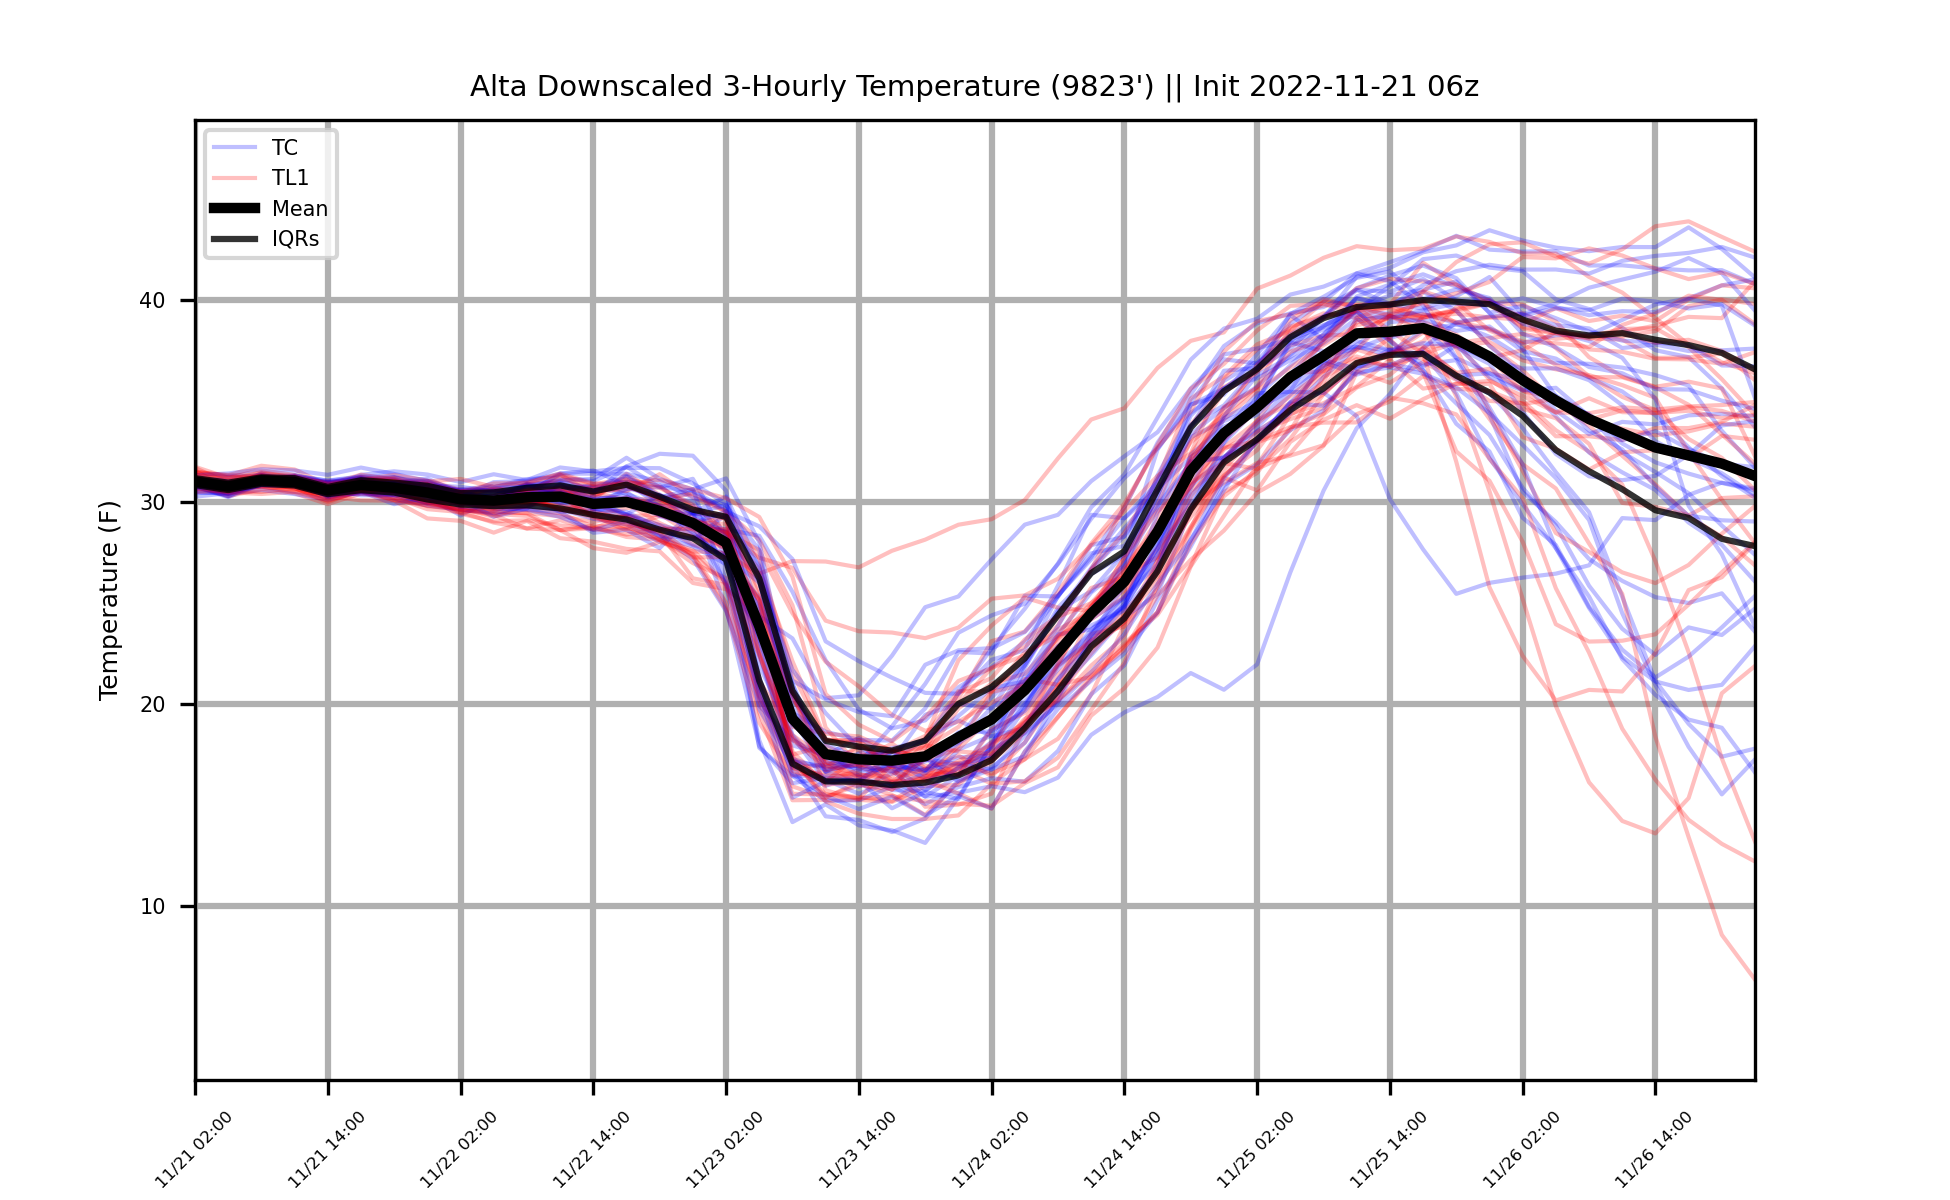 Alta Downscaled 3-Hourly Temperature (9823') || Init 2022-11-21 06z
TC
TL1
Mean
IQRs
Temperature (F)
40
30
20
10
11/21 02:00
11/21 14:00
11/22 02:00
11/22 14:00
11/23 02:00
11/23 14:00
11/24 02:00
11/24 14:00
11/25 02:00
11/25 14:00
11/26 02:00
11/26 14:00